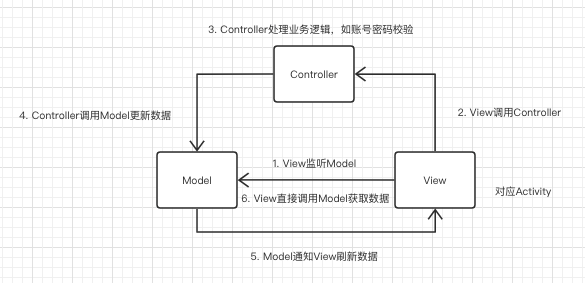 3. Controller处理业务逻辑，如账号密码校验
Controller
4. Controller调用Model更新数据
2. View调用Controller
1. View监听Model
Model
View
6. View直接调用Model获取数据
对应Activity
5. Model通知View刷新数据